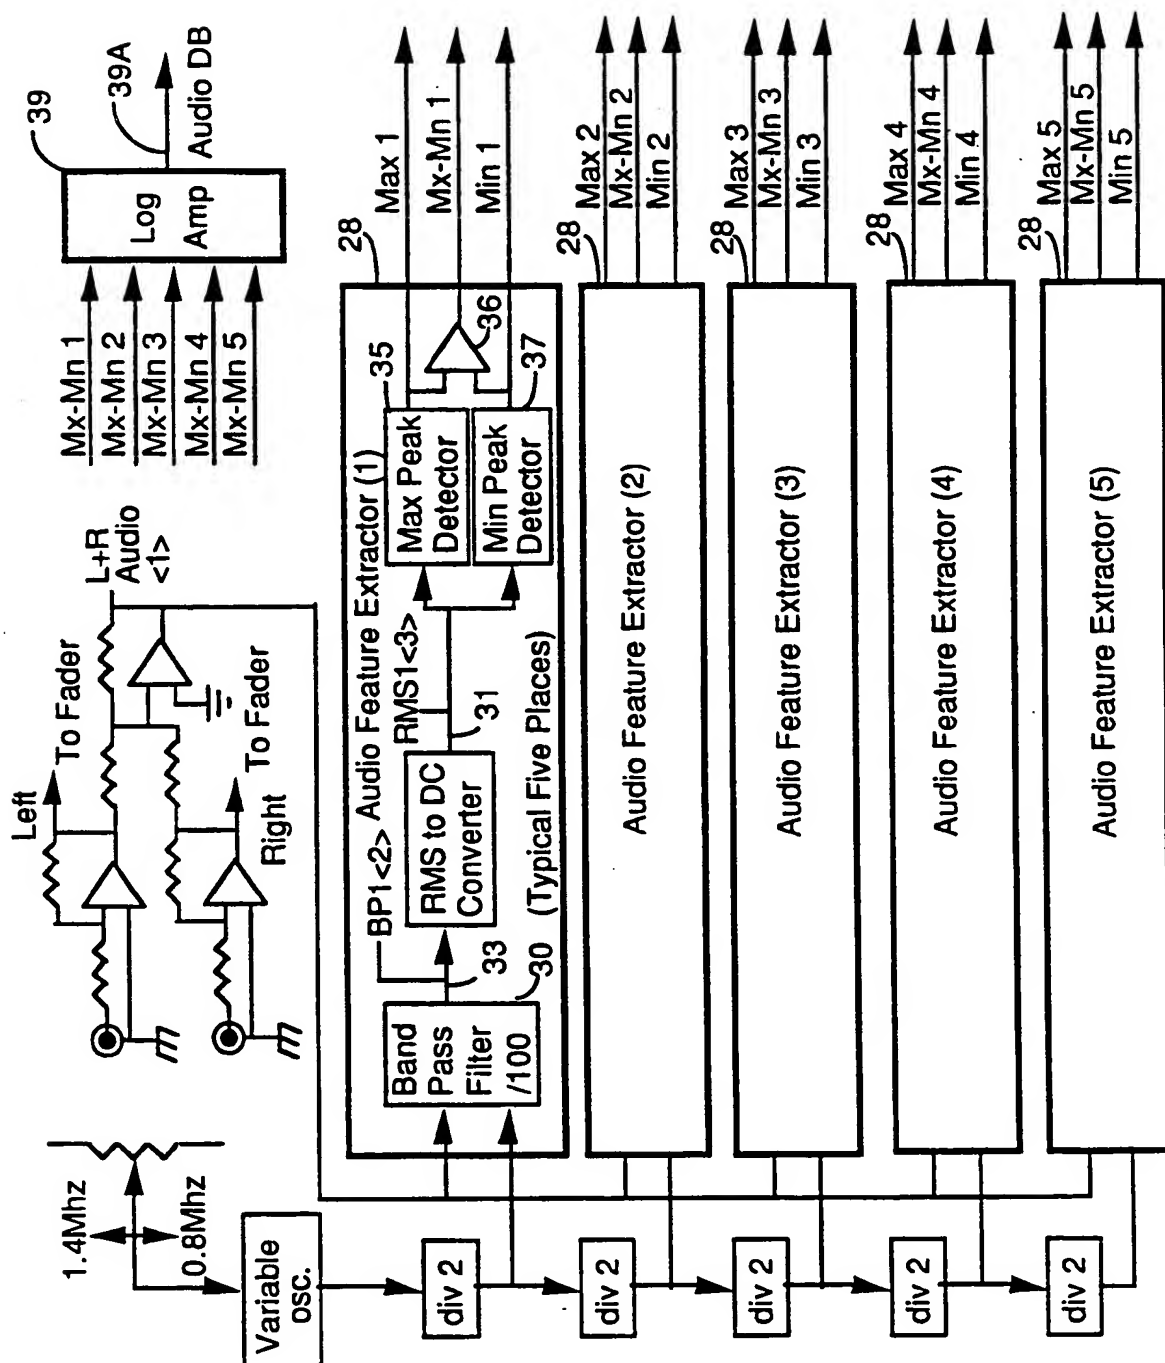 1.4Mhz
0.8Mhz
Variable
osc.
div 2
div 2
div 2
div 2
div 2
Left
To Fader
Right
To Fader
L+R
Audio
<1>
Mx-Mn 1
Mx-Mn 2
Mx-Mn 3
Mx-Mn 4
Mx-Mn 5
Log
Amp
39
39A
Audio DB
Audio Feature Extractor (1)
28
Band
Pass
Filter
/100
30
BP1<2>
33
RMS to DC
Converter
RMS1<3>
31
(Typical Five Places)
Max Peak
Detector
35
Min Peak
Detector
37
36
Max 1
Mx-Mn 1
Min 1
Audio Feature Extractor (2)
28
Max 2
Mx-Mn 2
Min 2
Audio Feature Extractor (3)
28
Max 3
Mx-Mn 3
Min 3
Audio Feature Extractor (4)
28
Max 4
Mx-Mn 4
Min 4
Audio Feature Extractor (5)
28
Max 5
Mx-Mn 5
Min 5